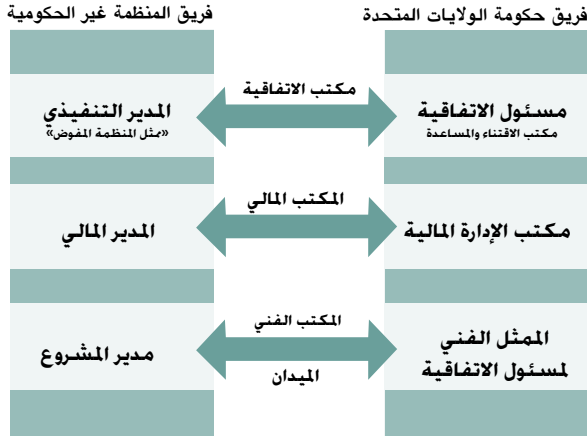 فريق حكومة الولايات المتحدة
فريق المنظمة غير الحكومية
مسئول الاتفاقية
مكتب الاقتناء والمساعدة
مكتب الاتفاقية
المدير التنفيذي
«ممثل المنظمة المفوض»
مكتب الإدارة المالية
المكتب المالي
المدير المالي
الممثل الفني
لمسئول الاتفاقية
المكتب الفني
الميدان
مدير المشروع